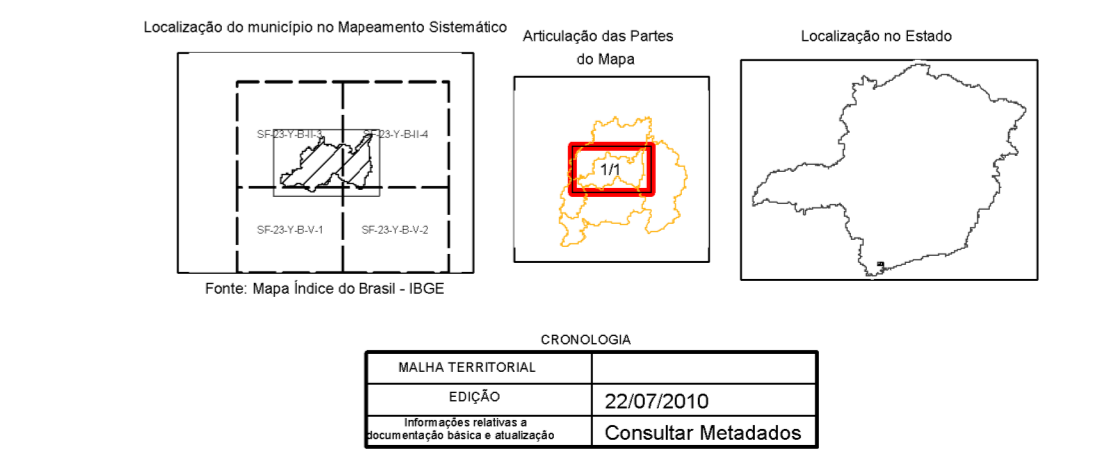 Localização do município no Mapeamento Sistemático
Articulação das Partes
do Mapa
Localização no Estado
SF-23-Y-B-II-3
SF-23-Y-B-II-4
1/1
SF-23-Y-B-V-1
SF-23-Y-B-V-2
Fonte: Mapa Índice do Brasil - IBGE
CRONOLOGIA
MALHA TERRITORIAL
EDIÇÃO
22/07/2010
Informações relativas a
documentação básica e atualização
Consultar Metadados